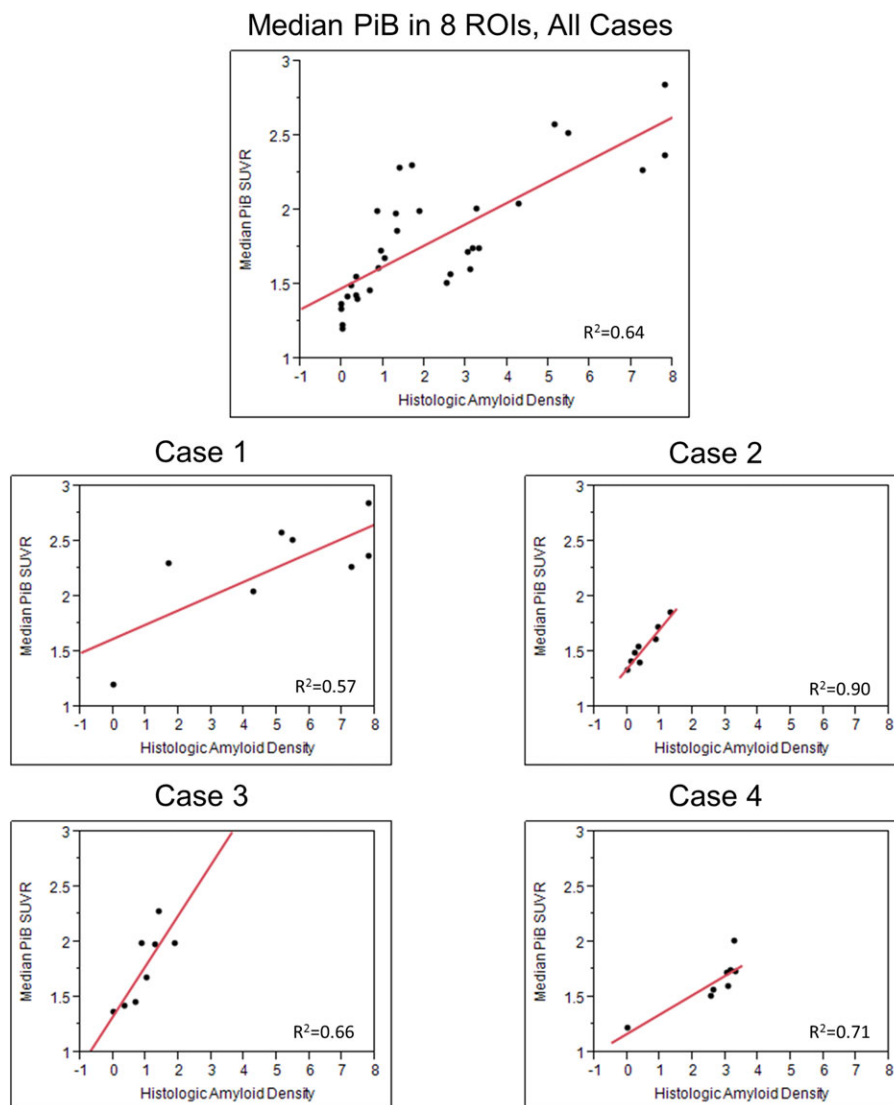 Median PiB in 8 ROIs, All Cases
3
2.5
2
1.5
1
Median PiB SUVR
R²=0.64
-1 0 1 2 3 4 5 6 7 8
Histologic Amyloid Density
Case 1
3
2.5
2
1.5
1
Median PiB SUVR
R²=0.57
-1 0 1 2 3 4 5 6 7 8
Histologic Amyloid Density
Case 2
3
2.5
2
1.5
1
Median PiB SUVR
R²=0.90
-1 0 1 2 3 4 5 6 7 8
Histologic Amyloid Density
Case 3
3
2.5
2
1.5
1
Median PiB SUVR
R²=0.66
-1 0 1 2 3 4 5 6 7 8
Histologic Amyloid Density
Case 4
3
2.5
2
1.5
1
Median PiB SUVR
R²=0.71
-1 0 1 2 3 4 5 6 7 8
Histologic Amyloid Density